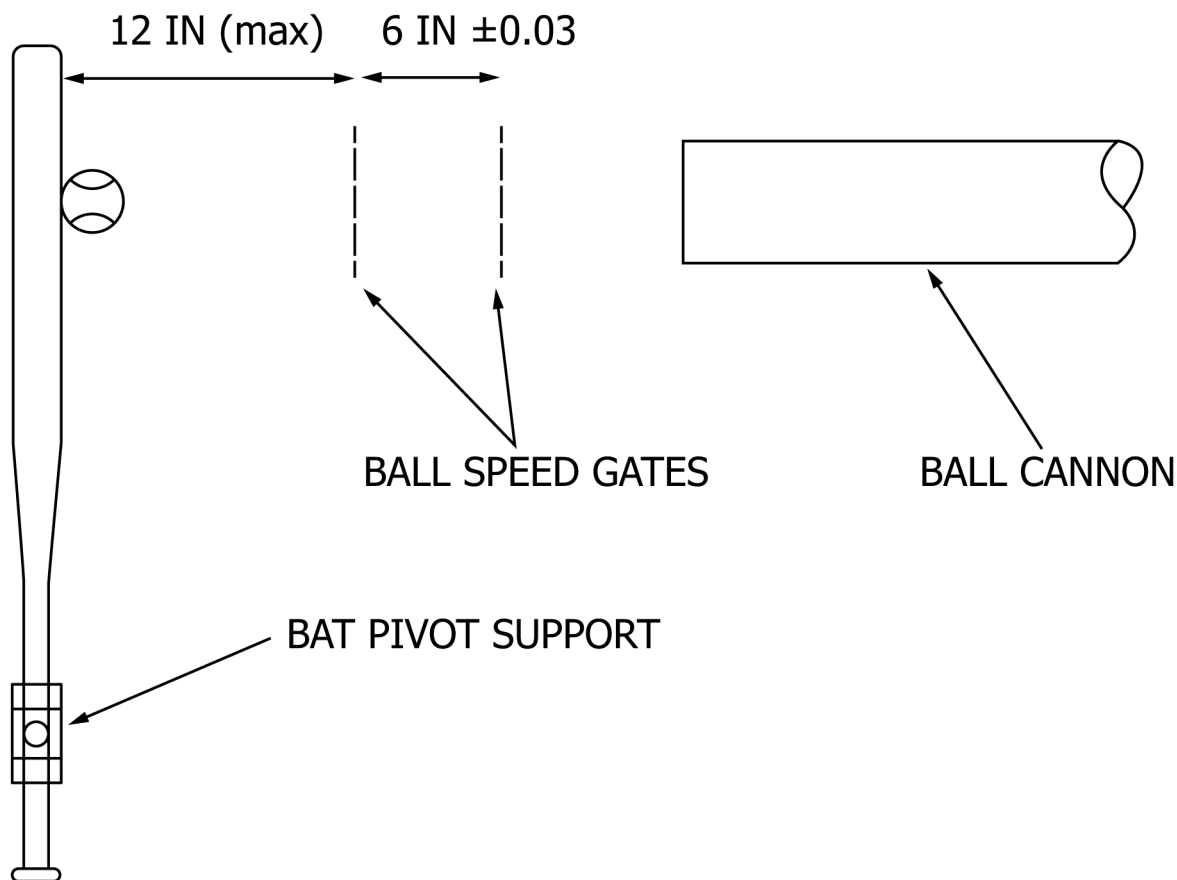 12 IN (max)
6 IN ±0.03
BALL SPEED GATES
BALL CANNON
BAT PIVOT SUPPORT